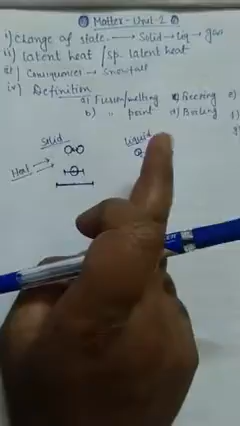 Matter - Unit-2
i) Change of state → Solid → liq → gas
ii) latent heat / sp. latent heat
iii) Consequences → Snowfall
iv) Definition
a) Fusion/melting c) Freezing e)
b) " point d) Boiling f)
Solid liquid
Heat